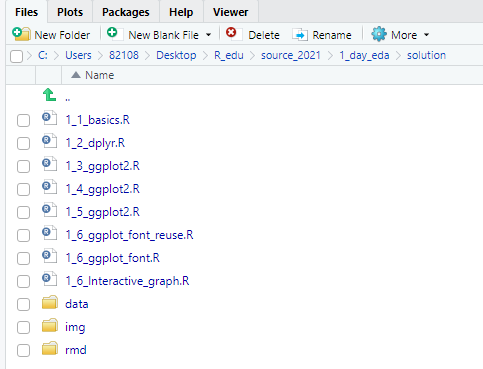 Files Plots Packages Help Viewer
New Folder New Blank File Delete Rename More
C: Users 82108 Desktop R_edu source_2021 1_day_eda solution
Name
..
1_1_basics.R
1_2_dplyr.R
1_3_ggplot2.R
1_4_ggplot2.R
1_5_ggplot2.R
1_6_ggplot_font_reuse.R
1_6_ggplot_font.R
1_6_Interactive_graph.R
data
img
rmd